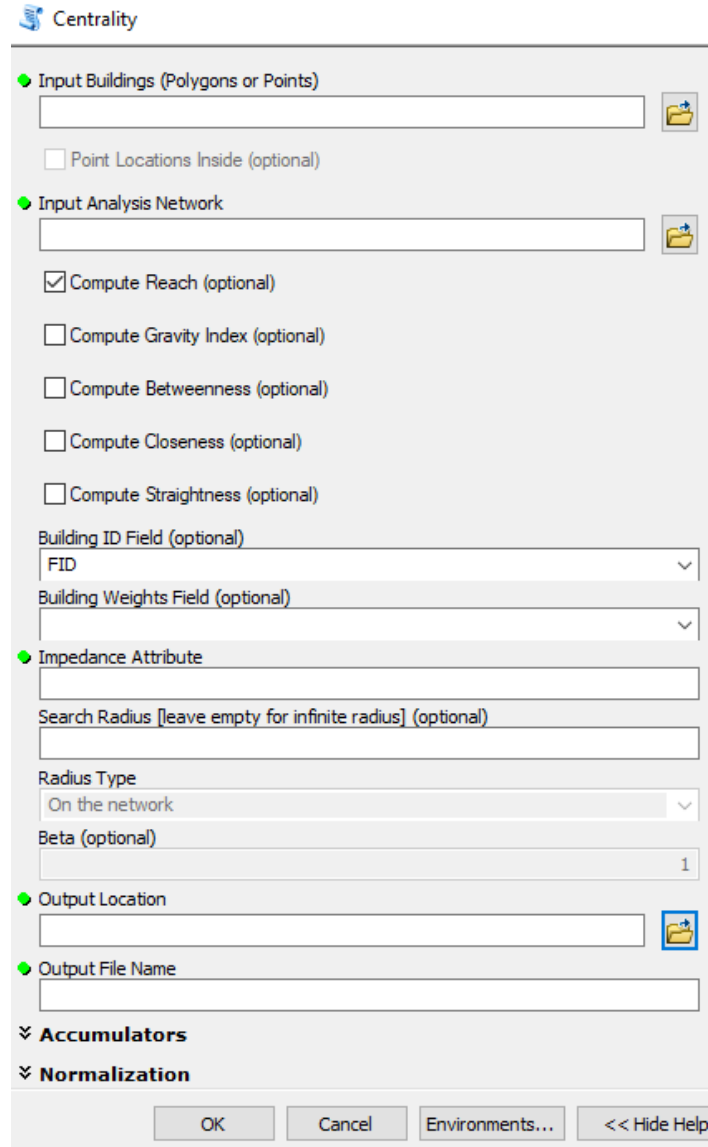 Centrality
Input Buildings (Polygons or Points)
Point Locations Inside (optional)
Input Analysis Network
Compute Reach (optional)
Compute Gravity Index (optional)
Compute Betweenness (optional)
Compute Closeness (optional)
Compute Straightness (optional)
Building ID Field (optional)
FID
Building Weights Field (optional)
Impedance Attribute
Search Radius [leave empty for infinite radius] (optional)
Radius Type
On the network
Beta (optional)
1
Output Location
Output File Name
Accumulators
Normalization
OK Cancel Environments... << Hide Help